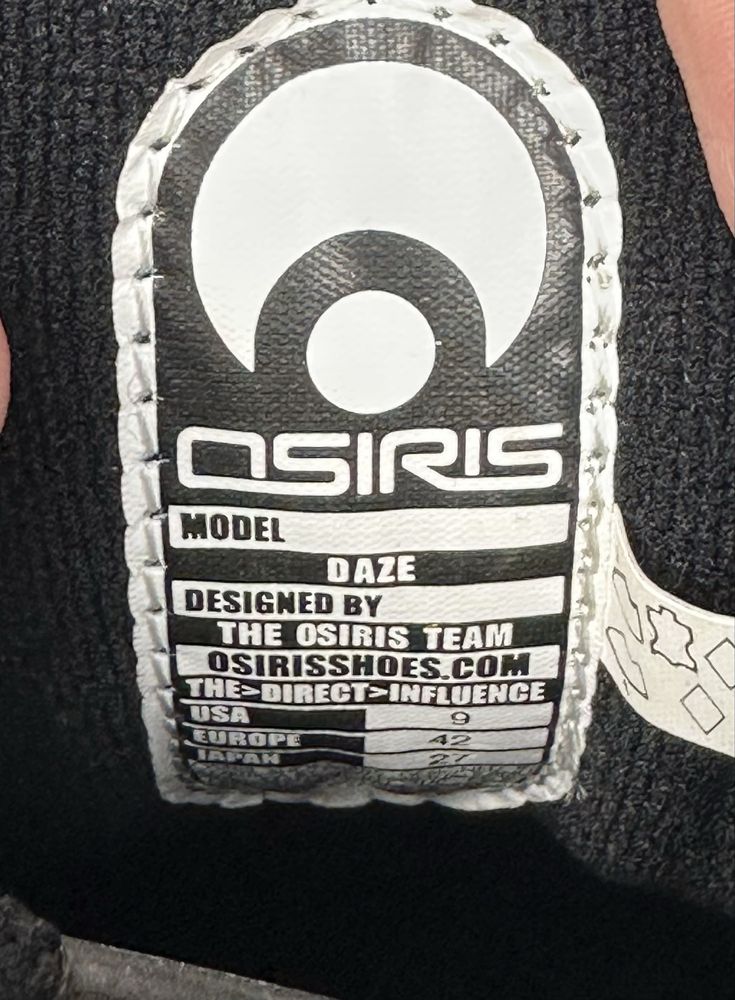 OSIRIS
MODEL
DAZE
DESIGNED BY
THE OSIRIS TEAM
OSIRISSHOES.COM
THE>DIRECT>INFLUENCE
USA 9
EUROPE 42
JAPAN 27